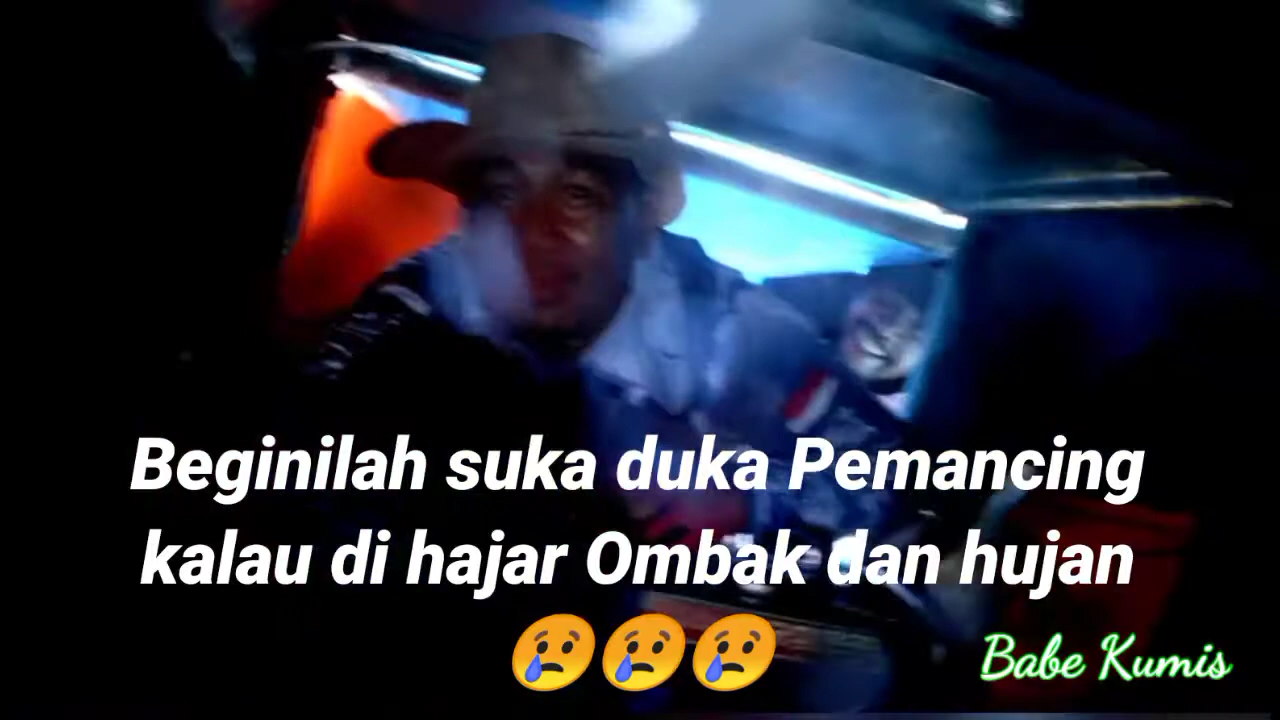 Beginilah suka duka Pemancing
kalau di hajar Ombak dan hujan
😢😢😢
Babe Kumis